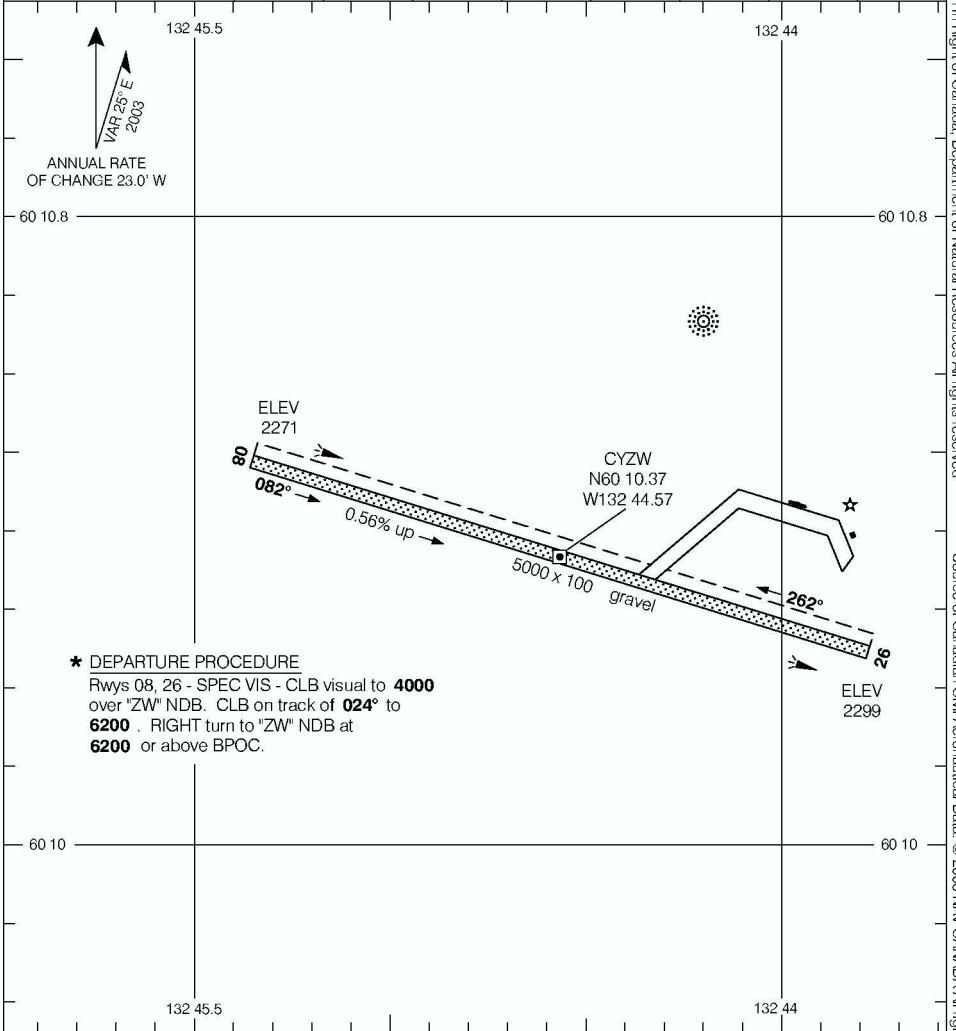 132 45.5
132 44
VAR 25° E
2003
ANNUAL RATE
OF CHANGE 23.0' W
60 10.8
60 10.8
ELEV
2271
08
082°
0.56% up
CYZW
N60 10.37
W132 44.57
5000 x 100 gravel
262°
26
ELEV
2299
* DEPARTURE PROCEDURE
Rwys 08, 26 - SPEC VIS - CLB visual to 4000
over "ZW" NDB. CLB on track of 024° to
6200 . RIGHT turn to "ZW" NDB at
6200 or above BPOC.
60 10
60 10
132 45.5
132 44